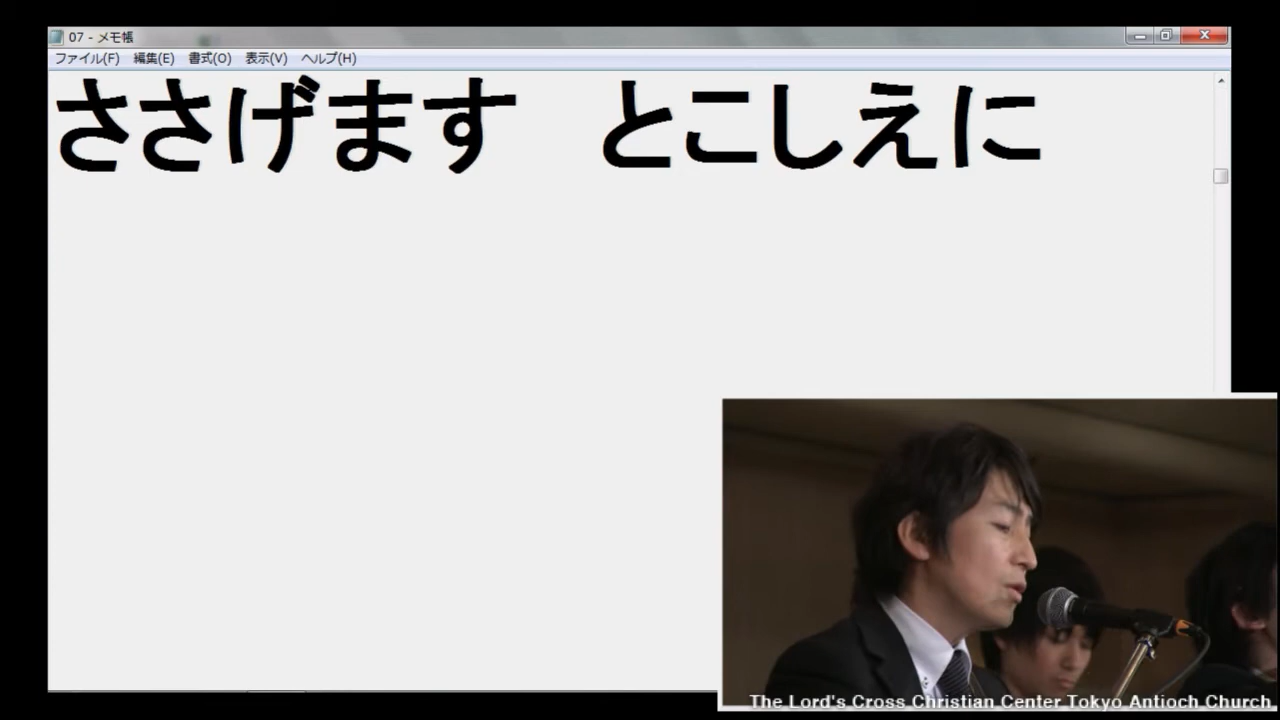 07 - メモ帳
ファイル(F) 編集(E) 書式(O) 表示(V) ヘルプ(H)
ささげます　とこしえに
The Lord's Cross Christian Center Tokyo Antioch Church